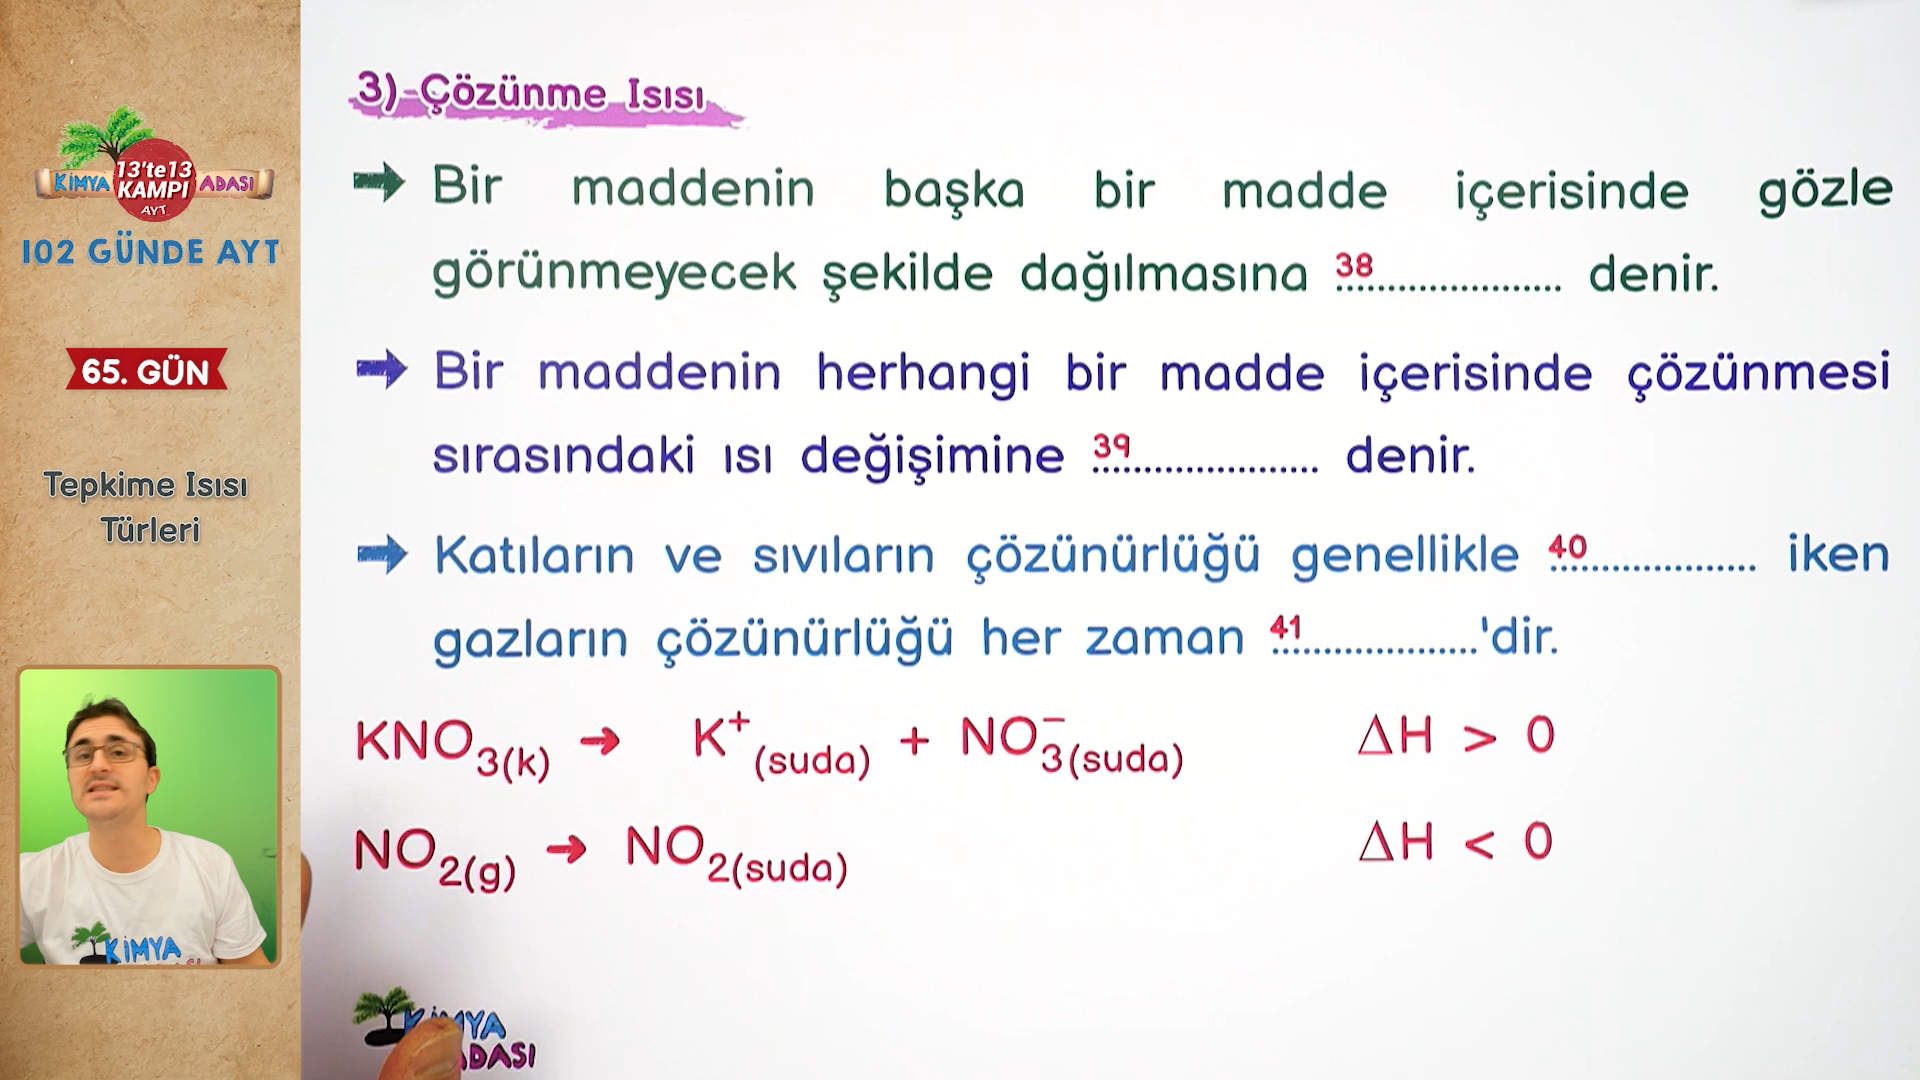 KİMYA 13'te13 KAMPI AYT ADASI
102 GÜNDE AYT
65. GÜN
Tepkime Isısı
Türleri
KİMYA
3)-Çözünme Isısı
➡ Bir maddenin başka bir madde içerisinde gözle
görünmeyecek şekilde dağılmasına 38...................... denir.
➡ Bir maddenin herhangi bir madde içerisinde çözünmesi
sırasındaki ısı değişimine 39...................... denir.
➡ Katıların ve sıvıların çözünürlüğü genellikle 40.................... iken
gazların çözünürlüğü her zaman 41....................'dir.
KNO₃(k) → K⁺(suda) + NO₃⁻(suda) ΔH > 0
NO₂(g) → NO₂(suda) ΔH < 0
KİMYA
ADASI